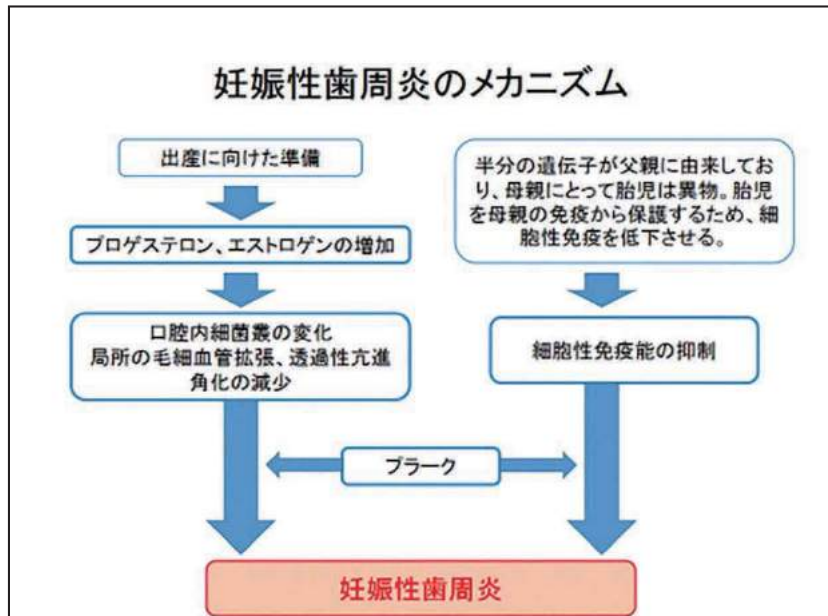 妊娠性歯周炎のメカニズム
出産に向けた準備
プロゲステロン、エストロゲンの増加
口腔内細菌叢の変化
局所の毛細血管拡張、透過性亢進
角化の減少
半分の遺伝子が父親に由来してお
り、母親にとって胎児は異物。胎児
を母親の免疫から保護するため、細
胞性免疫を低下させる。
細胞性免疫能の抑制
プラーク
妊娠性歯周炎